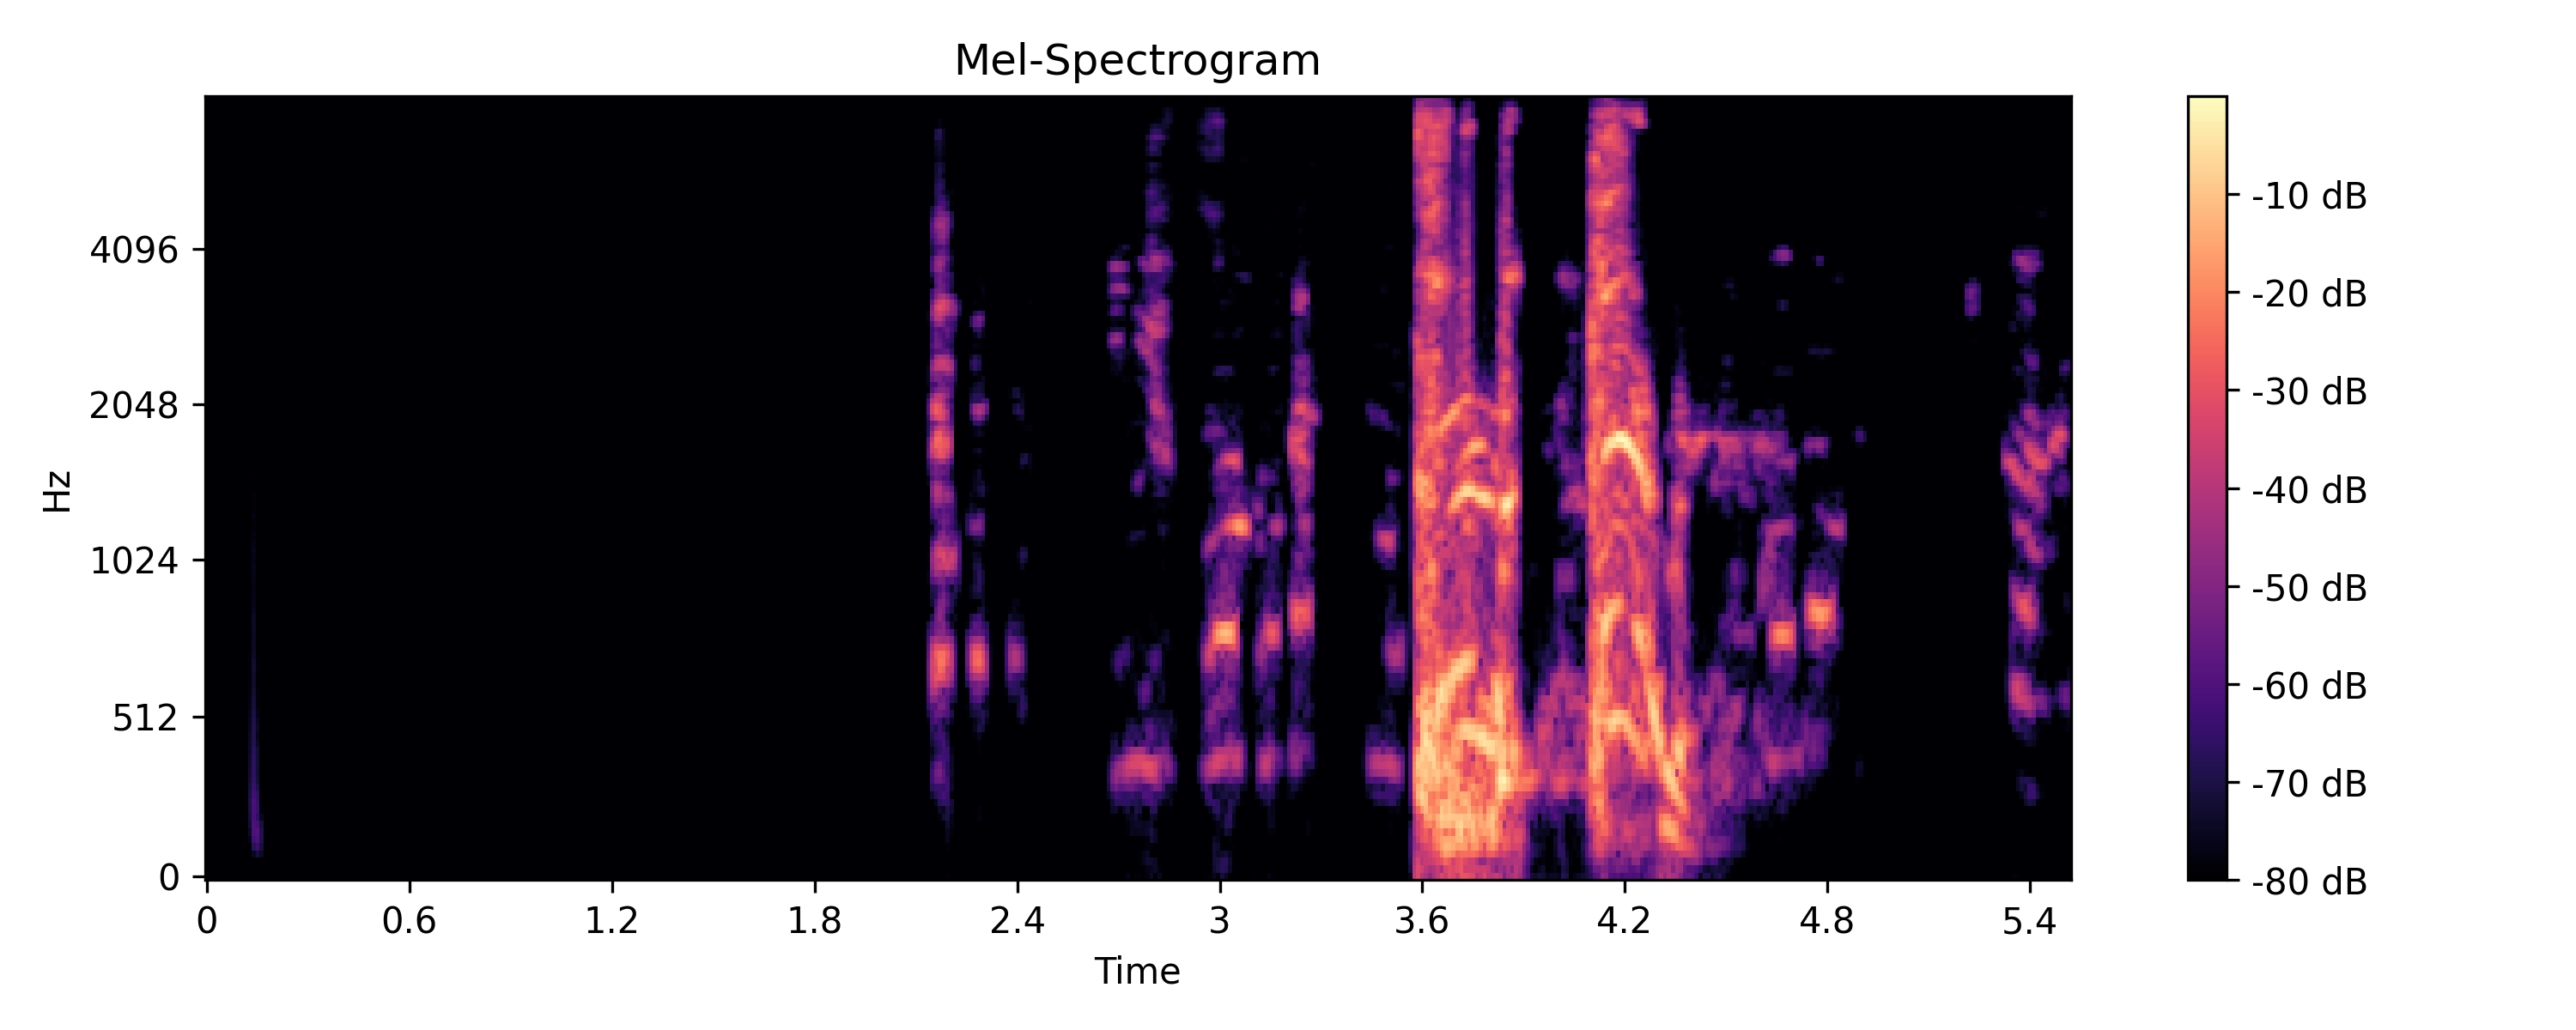 Mel-Spectrogram
Hz
4096
2048
1024
512
0
0 0.6 1.2 1.8 2.4 3 3.6 4.2 4.8 5.4
Time
-10 dB
-20 dB
-30 dB
-40 dB
-50 dB
-60 dB
-70 dB
-80 dB